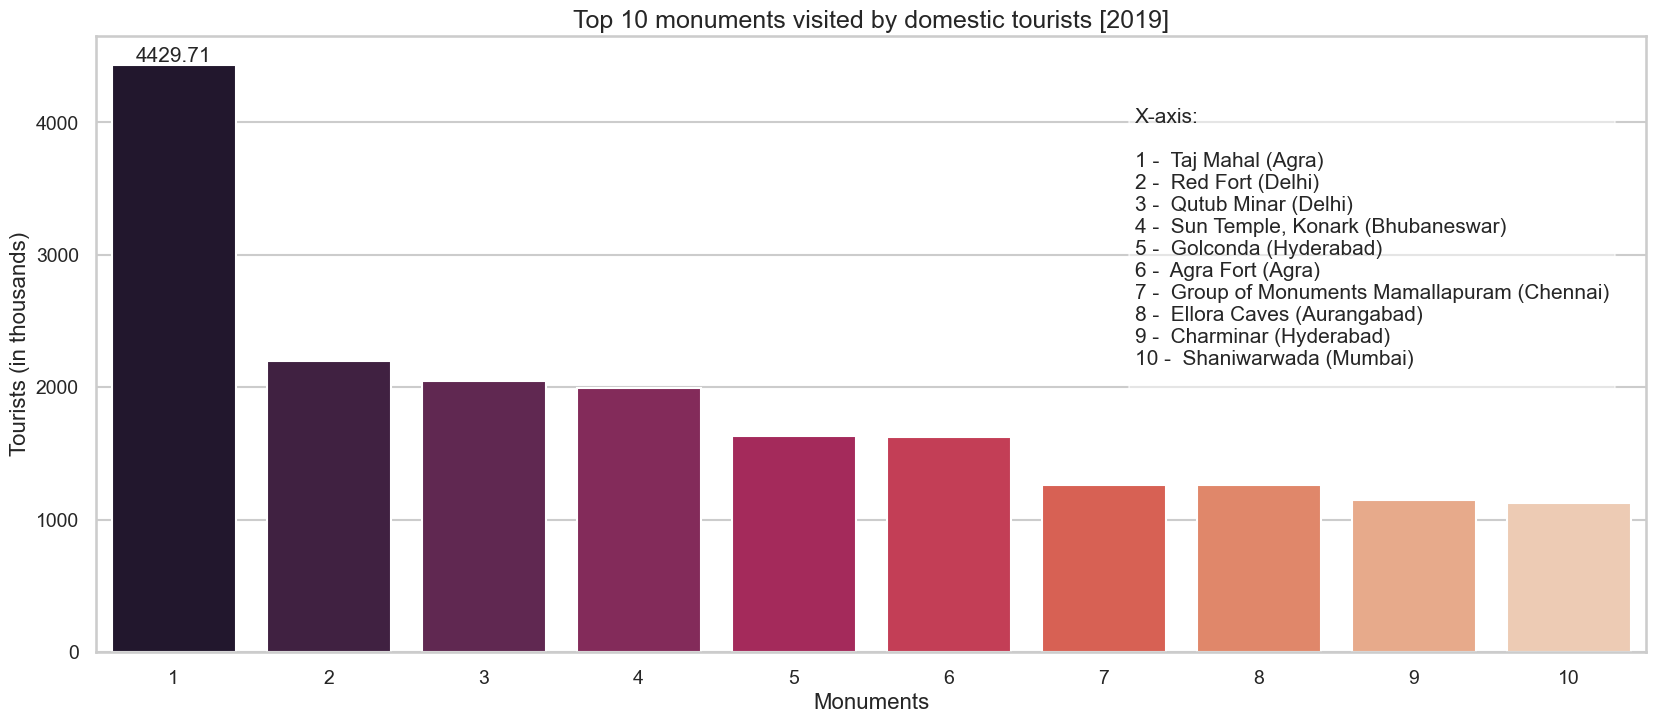 Top 10 monuments visited by domestic tourists [2019]
4429.71
Tourists (in thousands)
4000
3000
2000
1000
0
X-axis:
1 - Taj Mahal (Agra)
2 - Red Fort (Delhi)
3 - Qutub Minar (Delhi)
4 - Sun Temple, Konark (Bhubaneswar)
5 - Golconda (Hyderabad)
6 - Agra Fort (Agra)
7 - Group of Monuments Mamallapuram (Chennai)
8 - Ellora Caves (Aurangabad)
9 - Charminar (Hyderabad)
10 - Shaniwarwada (Mumbai)
1 2 3 4 5 6 7 8 9 10
Monuments